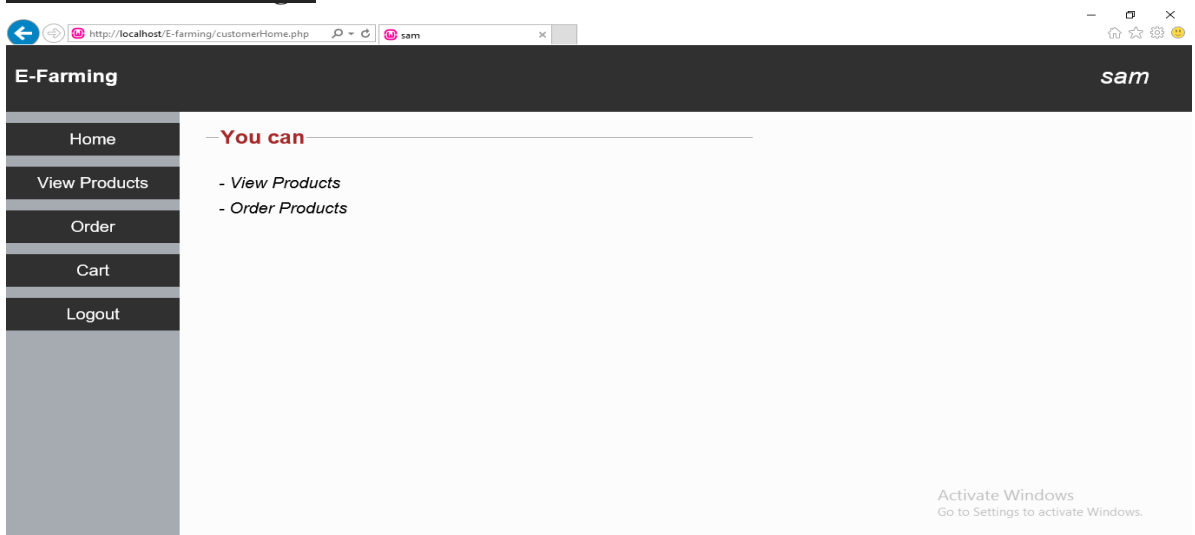 http://localhost/E-farming/customerHome.php
sam
E-Farming
sam
Home
View Products
Order
Cart
Logout
You can
- View Products
- Order Products
Activate Windows
Go to Settings to activate Windows.